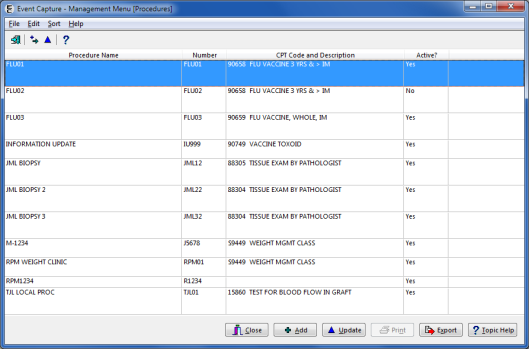 Event Capture - Management Menu [Procedures]
File Edit Sort Help
?
Procedure Name Number CPT Code and Description Active?
FLU01 FLU01 90658 FLU VACCINE 3 YRS & > IM Yes
FLU02 FLU02 90658 FLU VACCINE 3 YRS & > IM No
FLU03 FLU03 90659 FLU VACCINE, WHOLE, IM Yes
INFORMATION UPDATE IU999 90749 VACCINE TOXOID Yes
JML BIOPSY JML12 88305 TISSUE EXAM BY PATHOLOGIST Yes
JML BIOPSY 2 JML22 88304 TISSUE EXAM BY PATHOLOGIST Yes
JML BIOPSY 3 JML32 88304 TISSUE EXAM BY PATHOLOGIST Yes
M-1234 J5678 S9449 WEIGHT MGMT CLASS Yes
RPM WEIGHT CLINIC RPM01 S9449 WEIGHT MGMT CLASS Yes
RPM1234 R1234 Yes
TJL LOCAL PROC TJL01 15860 TEST FOR BLOOD FLOW IN GRAFT Yes
Close Add Update Print Export ? Topic Help